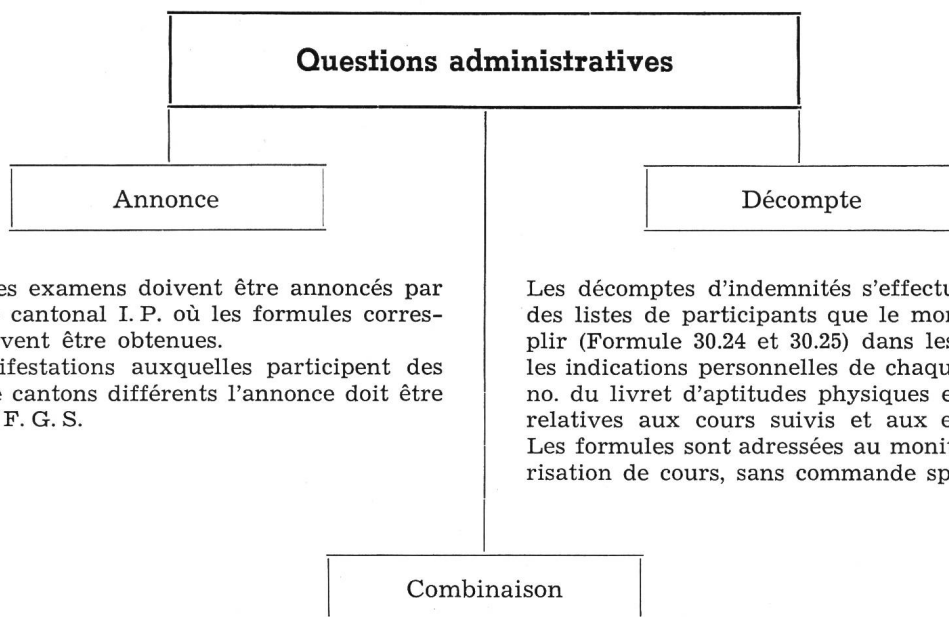 Questions administratives
Annonce
es examens doivent être annoncés par
cantonal I. P. où les formules corres-
vent être obtenues.
ifestations auxquelles participent des
cantons différents l'annonce doit être
F. G. S.
Décompte
Les décomptes d'indemnités s'effectu
des listes de participants que le mon
plir (Formule 30.24 et 30.25) dans les
les indications personnelles de chaqu
no. du livret d'aptitudes physiques e
relatives aux cours suivis et aux e
Les formules sont adressées au monit
risation de cours, sans commande sp
Combinaison